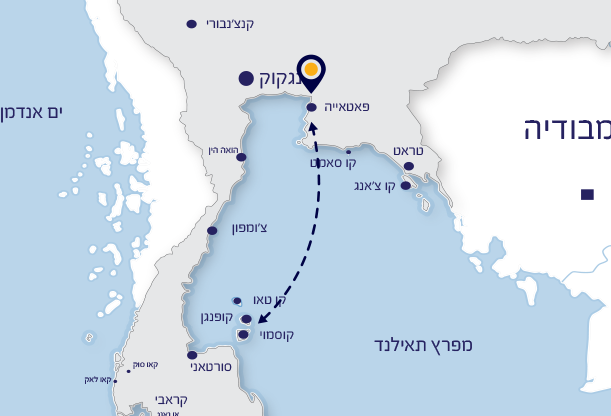 קנצ'נבורי
נגקוק
פאטאייה
ים אנדמן
מבודיה
הואה הין
קו סאמט
טראט
קו צ'אנג
צ'ומפון
קו טאו
קופנגן
קוסמוי
מפרץ תאילנד
סורטאני
קאו סוק
קאו לאק
קראבי